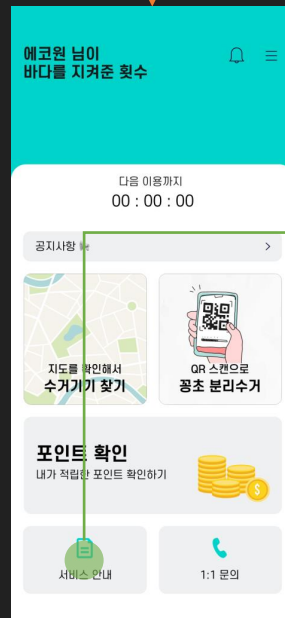 에코원 님이
바다를 지켜준 횟수
다음 이용까지
00 : 00 : 00
공지사항
지도를 확인해서
수거기기 찾기
QR 스캔으로
꽁초 분리수거
포인트 확인
내가 적립한 포인트 확인하기
서비스 안내
1:1 문의